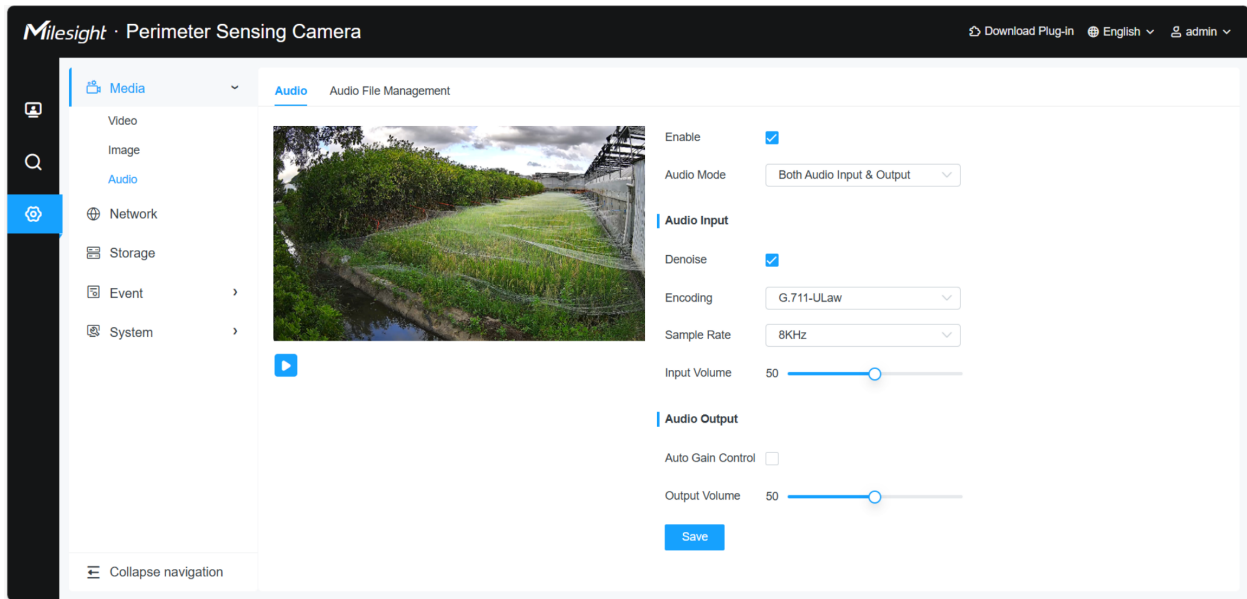 Milesight · Perimeter Sensing Camera
Download Plug-in English admin
Media
Video
Image
Audio
Network
Storage
Event
System
Collapse navigation
Audio Audio File Management
Enable
Audio Mode Both Audio Input & Output
Audio Input
Denoise
Encoding G.711-ULaw
Sample Rate 8KHz
Input Volume 50
Audio Output
Auto Gain Control
Output Volume 50
Save